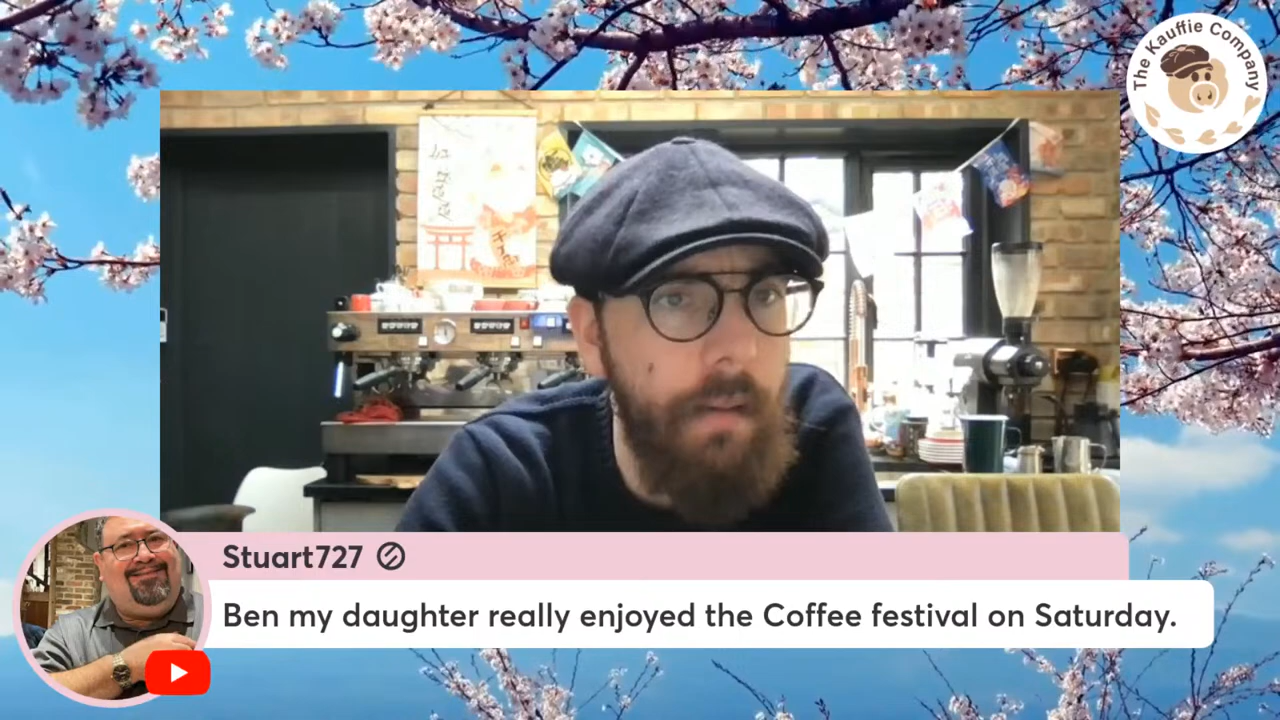 The Kauffie Company
Stuart727
Ben my daughter really enjoyed the Coffee festival on Saturday.